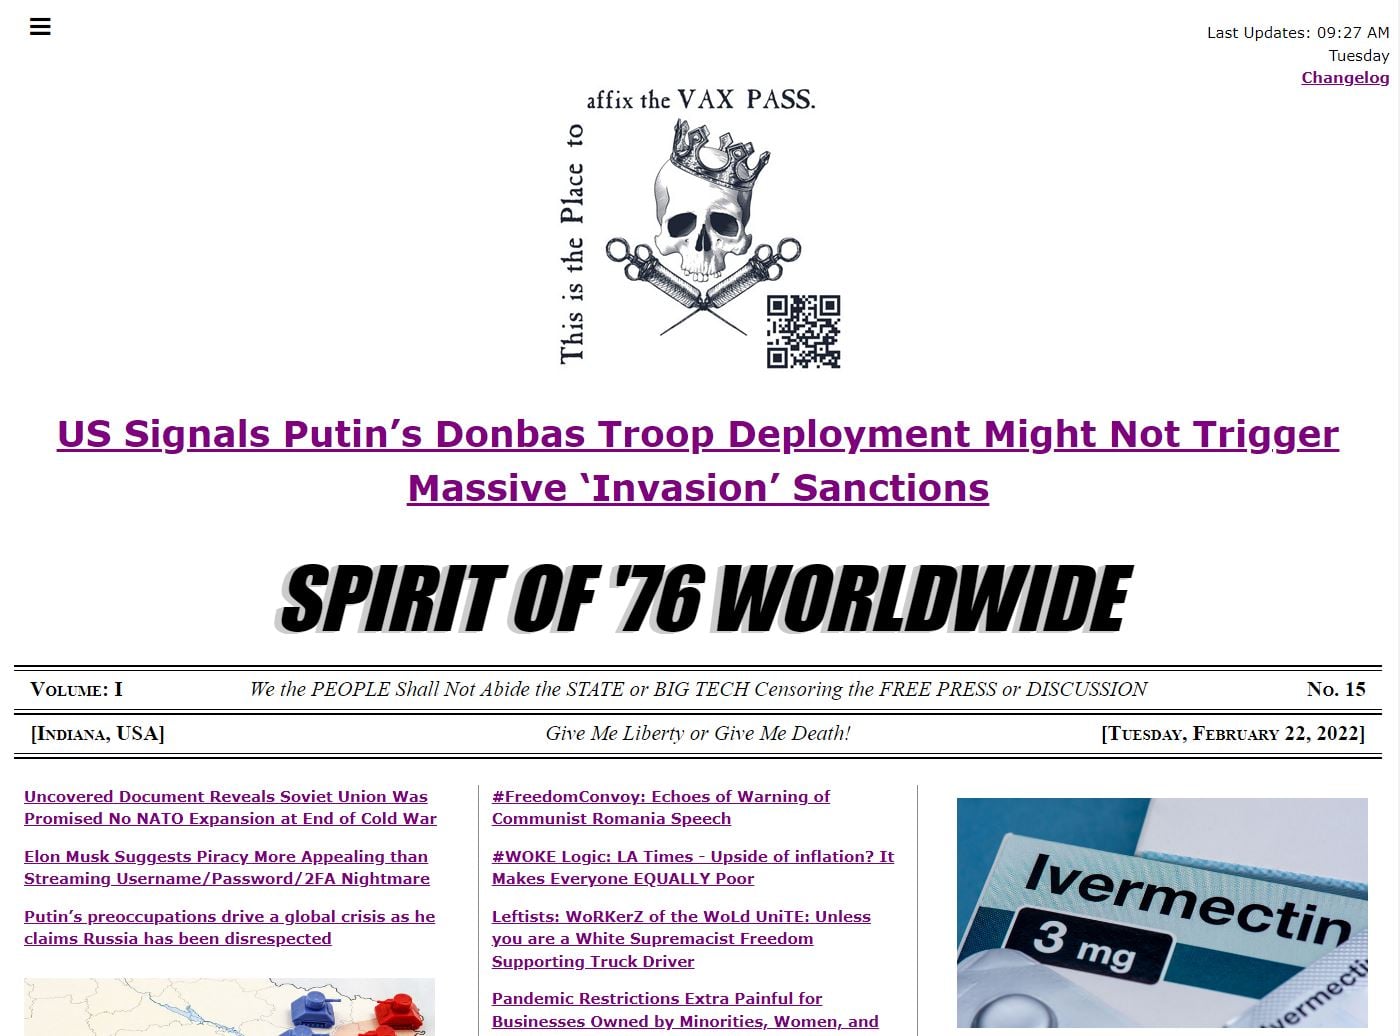 Last Updates: 09:27 AM
Tuesday
Changelog
affix the VAX PASS.
This is the Place to
US Signals Putin’s Donbas Troop Deployment Might Not Trigger
Massive ‘Invasion’ Sanctions
SPIRIT OF '76 WORLDWIDE
Volume: I
We the PEOPLE Shall Not Abide the STATE or BIG TECH Censoring the FREE PRESS or DISCUSSION
No. 15
[Indiana, USA]
Give Me Liberty or Give Me Death!
[Tuesday, February 22, 2022]
Uncovered Document Reveals Soviet Union Was
Promised No NATO Expansion at End of Cold War
Elon Musk Suggests Piracy More Appealing than
Streaming Username/Password/2FA Nightmare
Putin’s preoccupations drive a global crisis as he
claims Russia has been disrespected
#FreedomConvoy: Echoes of Warning of
Communist Romania Speech
#WOKE Logic: LA Times - Upside of inflation? It
Makes Everyone EQUALLY Poor
Leftists: WoRKerZ of the WoLd UniTE: Unless
you are a White Supremacist Freedom
Supporting Truck Driver
Pandemic Restrictions Extra Painful for
Businesses Owned by Minorities, Women, and
Ivermectin
3 mg